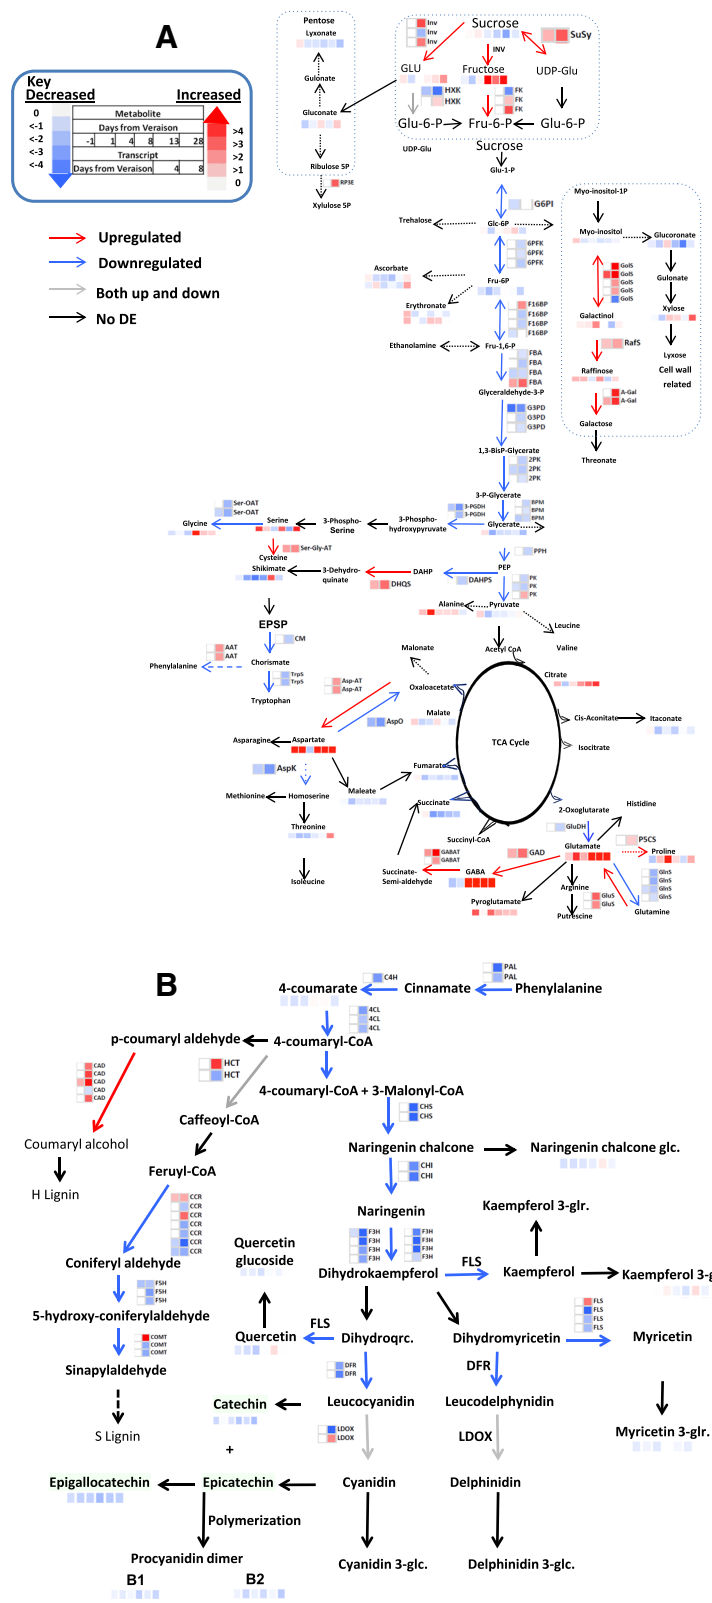 A
Key
Decreased
Increased
0
<-1
<-2
<-3
<-4
Metabolite
Days from Veraison
-1 1 4 8 13 28
Transcript
Days from Veraison 4 8
>4
>3
>2
>1
0
Upregulated
Downregulated
Both up and down
No DE
Pentose
Lyxonate
Gulonate
Gluconate
Ribulose 5P
RP3E
Xylulose 5P
Sucrose
Inv
Inv
Inv
SuSy
INV
GLU
Fructose
UDP-Glu
HXK
HXK
FK
FK
FK
Glu-6-P
Fru-6-P
Glu-6-P
UDP-Glu
Sucrose
Glu-1-P
G6PI
Trehalose
Glc-6P
6PFK
6PFK
6PFK
Ascorbate
Fru-6P
Erythronate
F16BP
F16BP
F16BP
F16BP
Ethanolamine
Fru-1,6-P
FBA
FBA
FBA
FBA
Glyceraldehyde-3-P
G3PD
G3PD
G3PD
1,3-BisP-Glycerate
2PK
2PK
2PK
3-P-Glycerate
Myo-inositol-1P
Myo-inositol
Gluconorate
GolS
GolS
GolS
GolS
GolS
Gulonate
Galactinol
Xylose
RafS
Lyxose
Raffinose
Cell wall
related
A-Gal
A-Gal
Galactose
Threonate
Ser-OAT
Ser-OAT
Glycine
Serine
3-Phospho-
Serine
3-Phospho-
hydroxypyruvate
3-PGDH
3-PGDH
BPM
BPM
BPM
Glycerate
Ser-Gly-AT
Cysteine
PPH
Shikimate
3-Dehydro-
quinate
DHQS
DAHP
DAHPS
PEP
PK
PK
PK
Alanine
Pyruvate
Leucine
Valine
EPSP
CM
AAT
AAT
Phenylalanine
Chorismate
TrpS
TrpS
Tryptophan
Malonate
Acetyl CoA
Asp-AT
Asp-AT
Oxaloacetate
Citrate
Malate
AspO
Cis-Aconitate
Itaconate
Asparagine
Aspartate
TCA Cycle
Isocitrate
AspK
Fumarate
Methionine
Homoserine
Maleate
Succinate
2-Oxoglutarate
Histidine
Threonine
Succinyl-CoA
GluDH
P5CS
Glutamate
Proline
GABAT
GABAT
GAD
Isoleucine
Succinate-
Semi-aldehyde
GABA
GlnS
GlnS
GlnS
GlnS
Arginine
GluS
GluS
Pyroglutamate
Putrescine
Glutamine
B
4-coumarate
C4H
Cinnamate
PAL
PAL
Phenylalanine
4CL
4CL
4CL
p-coumaryl aldehyde
4-coumaryl-CoA
CAD
CAD
CAD
CAD
CAD
HCT
HCT
4-coumaryl-CoA + 3-Malonyl-CoA
CHS
CHS
Caffeoyl-CoA
Coumaryl alcohol
Naringenin chalcone
Naringenin chalcone glc.
H Lignin
Feruyl-CoA
CHI
CHI
CCR
CCR
CCR
CCR
CCR
CCR
Naringenin
Kaempferol 3-glr.
F3H
F3H
F3H
F3H
F3H
F3H
F3H
F3H
Quercetin
glucoside
Coniferyl aldehyde
Dihydrokaempferol
FLS
Kaempferol
Kaempferol 3-g
F5H
F5H
F5H
5-hydroxy-coniferylaldehyde
FLS
FLS
FLS
FLS
Quercetin
FLS
Dihydroqrc.
Dihydromyricetin
Myricetin
COMT
COMT
COMT
Sinapylaldehyde
DFR
DFR
DFR
Catechin
Leucocyanidin
Leucodelphynidin
S Lignin
LDOX
LDOX
LDOX
Myricetin 3-glr.
+
Epigallocatechin
Epicatechin
Cyanidin
Delphinidin
Polymerization
Procyanidin dimer
Cyanidin 3-glc.
Delphinidin 3-glc.
B1
B2